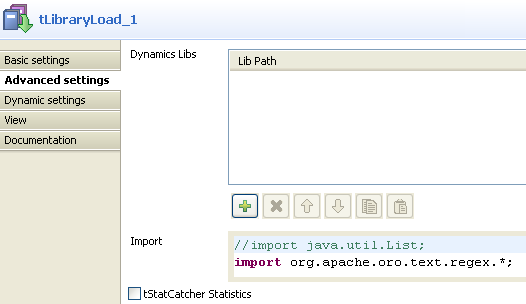 tLibraryLoad_1
Basic settings
Advanced settings
Dynamic settings
View
Documentation
Dynamics Libs
Lib Path
Import
//import java.util.List;
import org.apache.oro.text.regex.*;
tStatCatcher Statistics